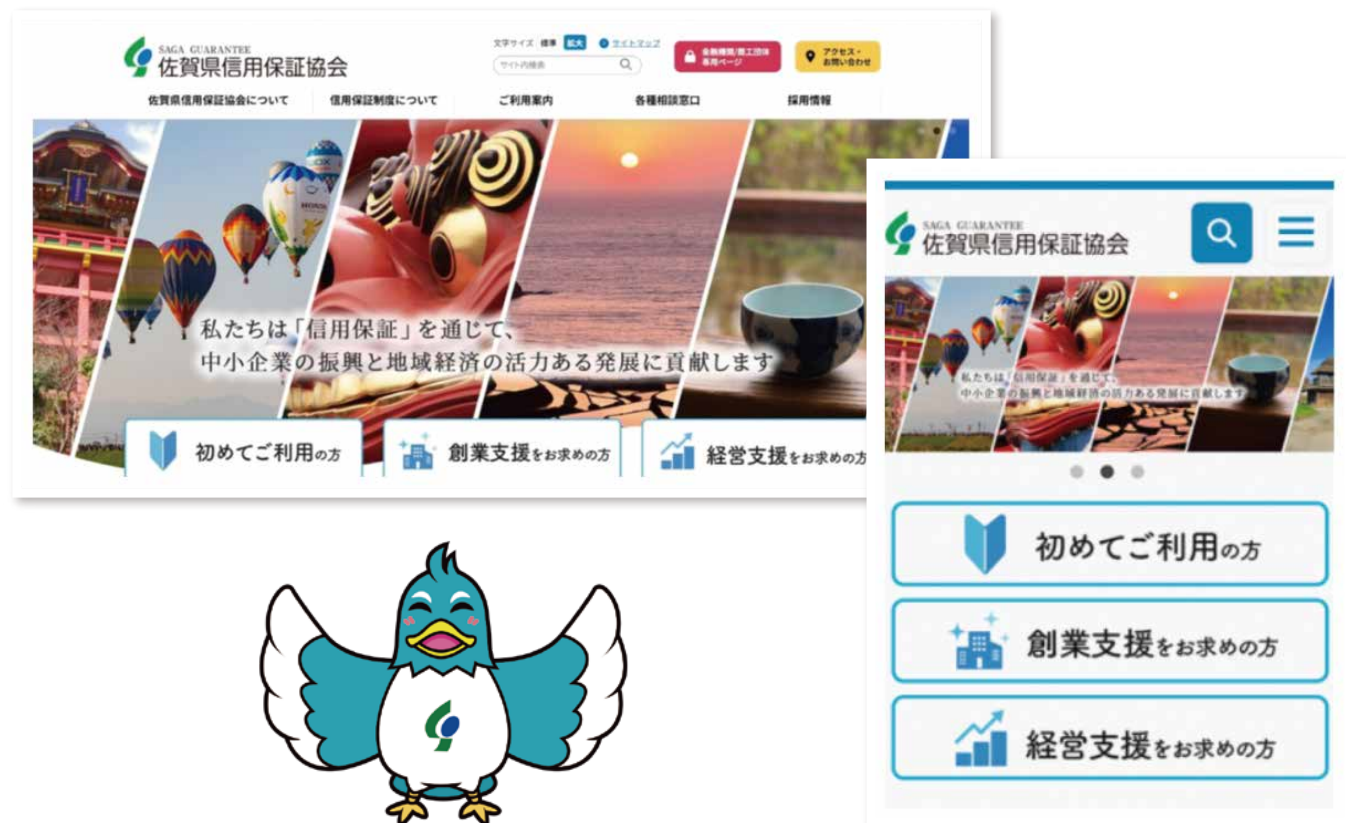 SAGA GUARANTEE
佐賀県信用保証協会
文字サイズ 標準 拡大 サイトマップ
サイト内検索
金融機関/商工団体
専用ページ
アクセス・
お問い合わせ
佐賀県信用保証協会について 信用保証制度について ご利用案内 各種相談窓口 採用情報
私たちは「信用保証」を通じて、
中小企業の振興と地域経済の活力ある発展に貢献します
初めてご利用の方 創業支援をお求めの方 経営支援をお求めの方
SAGA GUARANTEE
佐賀県信用保証協会
私たちは「信用保証」を通じて、
中小企業の振興と地域経済の活力ある発展に貢献します
初めてご利用の方
創業支援をお求めの方
経営支援をお求めの方